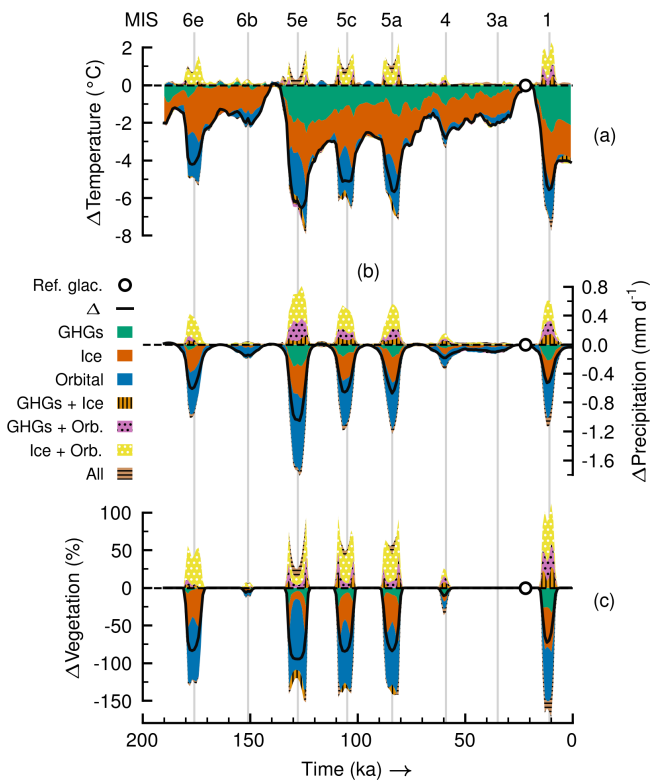 MIS 6e 6b 5e 5c 5a 4 3a 1
2
0
-2
-4
-6
-8
ΔTemperature (°C)
(a)
(b)
Ref. glac.
Δ
GHGs
Ice
Orbital
GHGs + Ice
GHGs + Orb.
Ice + Orb.
All
0.8
0.4
0.0
-0.4
-0.8
-1.2
-1.6
ΔPrecipitation (mm d⁻¹)
100
50
0
-50
-100
-150
ΔVegetation (%)
(c)
200 150 100 50 0
Time (ka) →